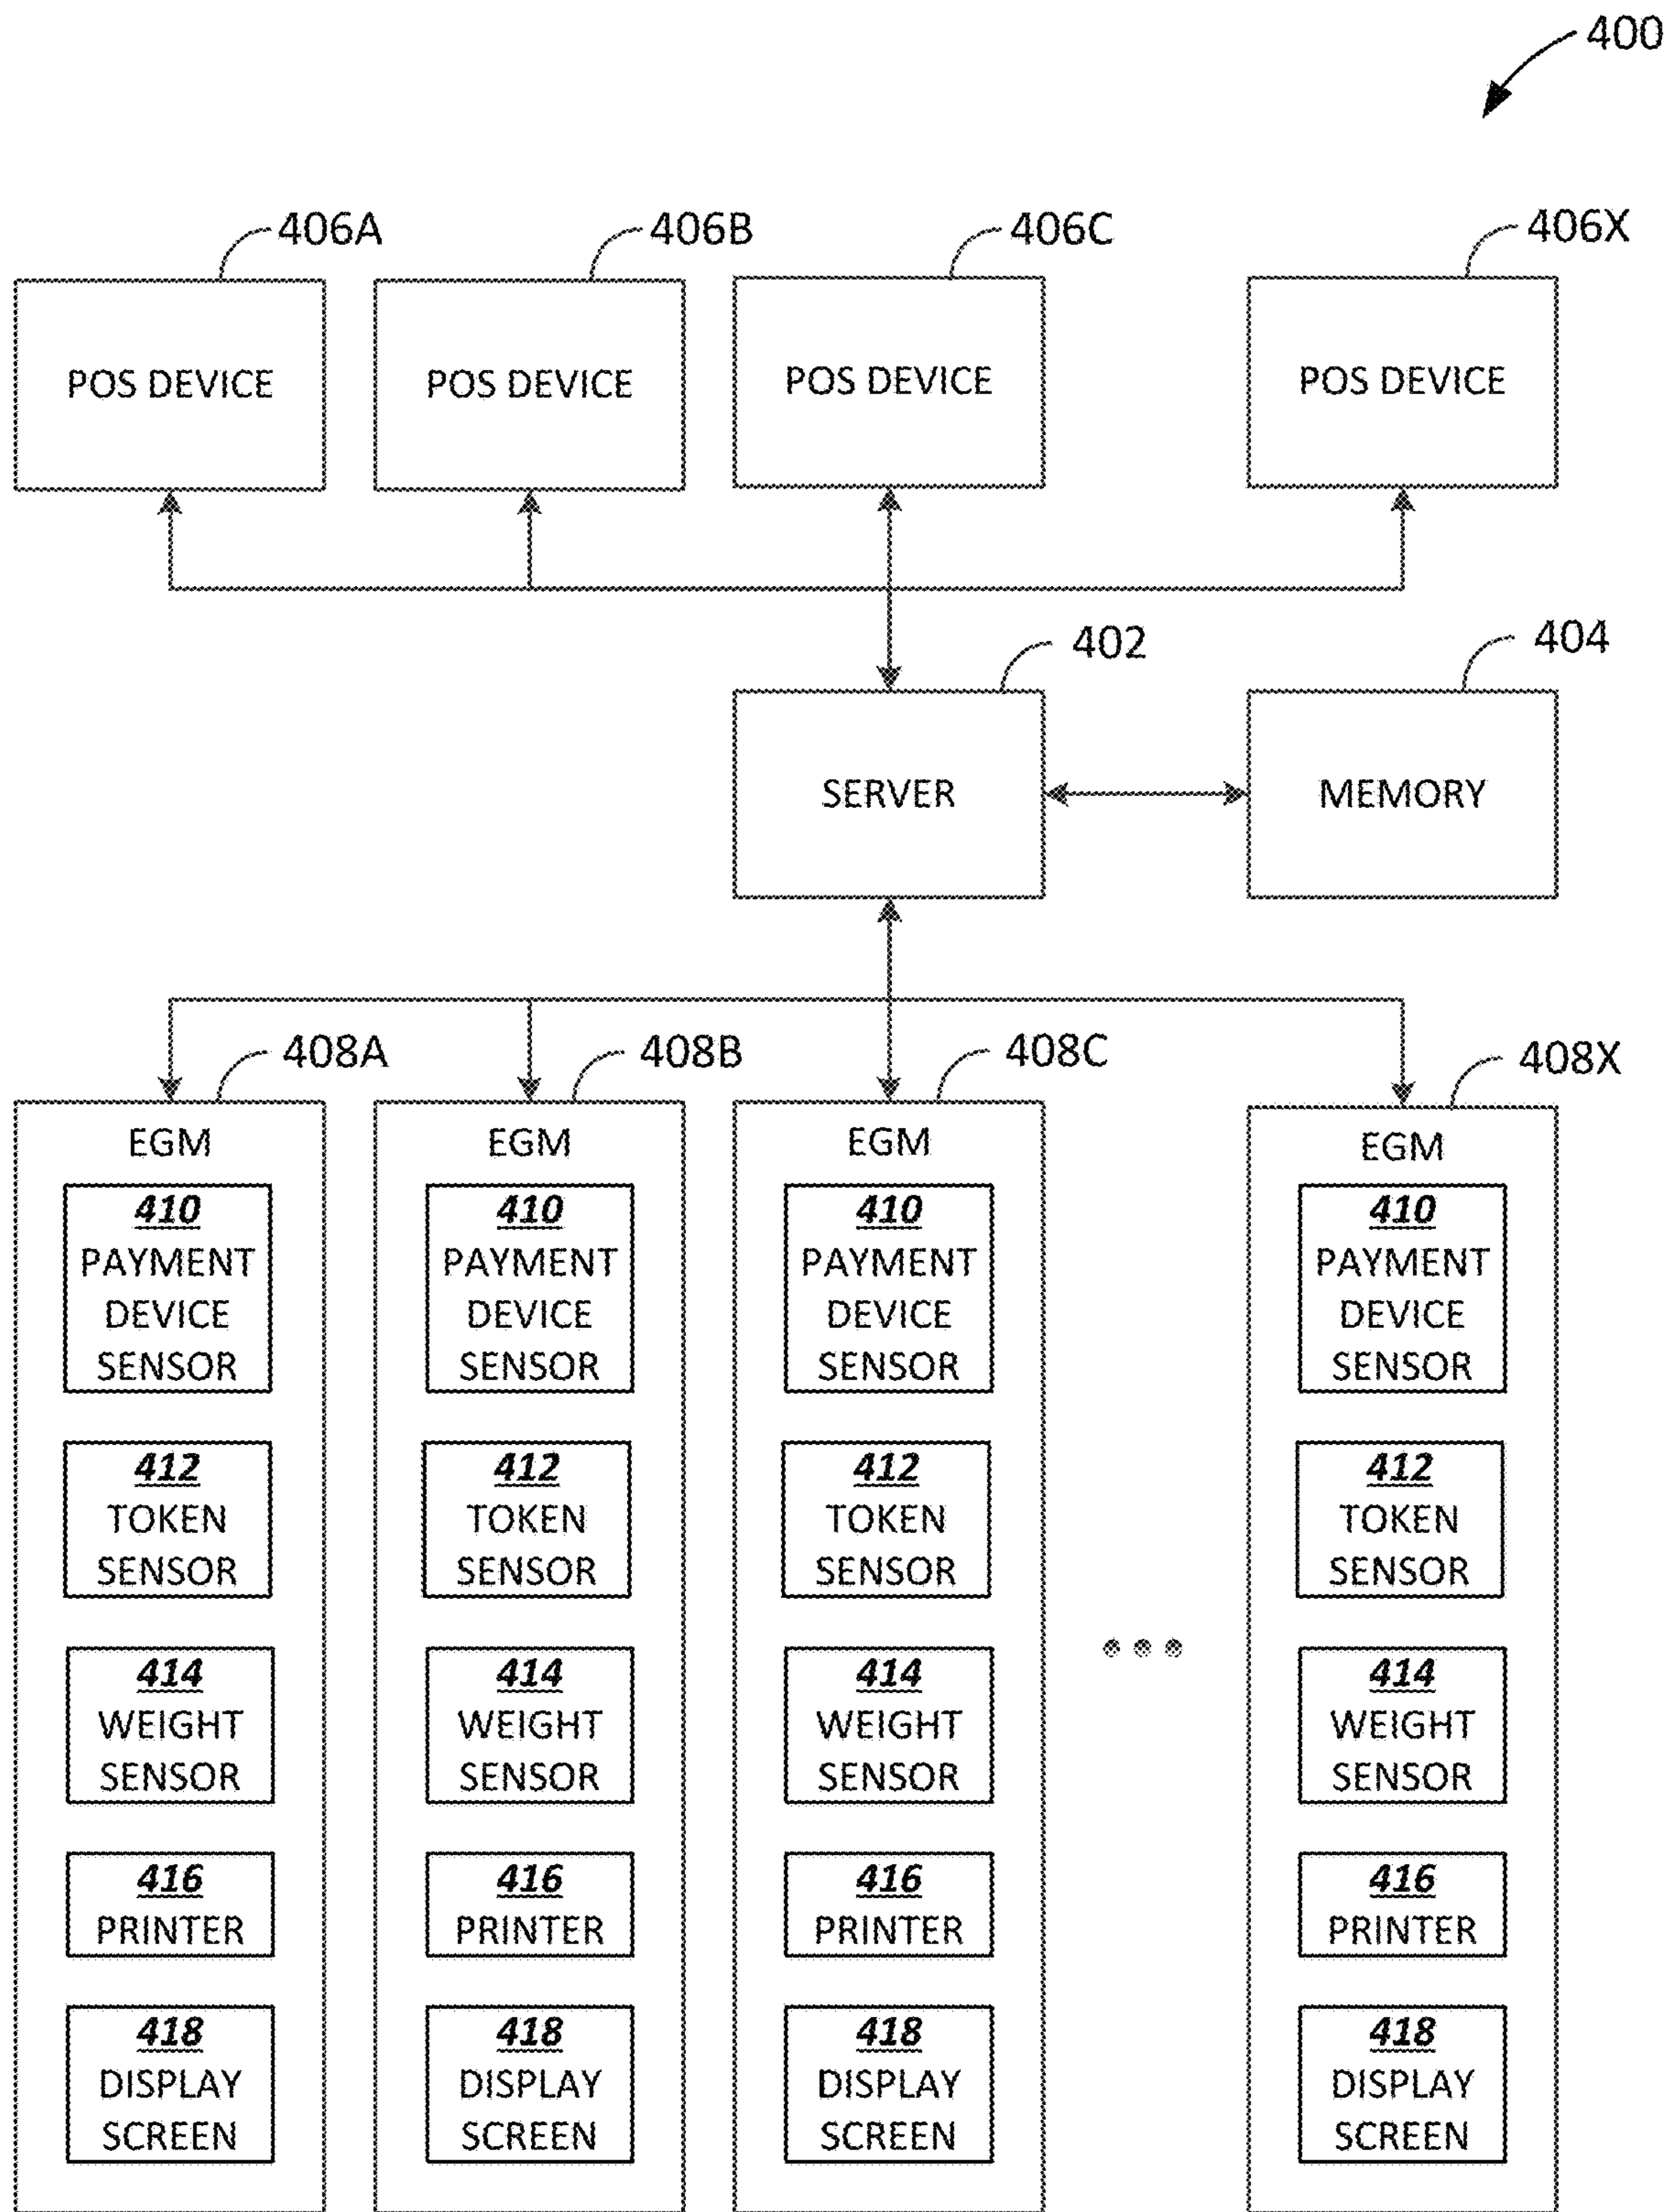 400
406A
406B
406C
406X
POS DEVICE
POS DEVICE
POS DEVICE
POS DEVICE
402
404
SERVER
MEMORY
408A
408B
408C
408X
EGM
410
PAYMENT
DEVICE
SENSOR
412
TOKEN
SENSOR
414
WEIGHT
SENSOR
416
PRINTER
418
DISPLAY
SCREEN
EGM
410
PAYMENT
DEVICE
SENSOR
412
TOKEN
SENSOR
414
WEIGHT
SENSOR
416
PRINTER
418
DISPLAY
SCREEN
EGM
410
PAYMENT
DEVICE
SENSOR
412
TOKEN
SENSOR
414
WEIGHT
SENSOR
416
PRINTER
418
DISPLAY
SCREEN
EGM
410
PAYMENT
DEVICE
SENSOR
412
TOKEN
SENSOR
414
WEIGHT
SENSOR
416
PRINTER
418
DISPLAY
SCREEN